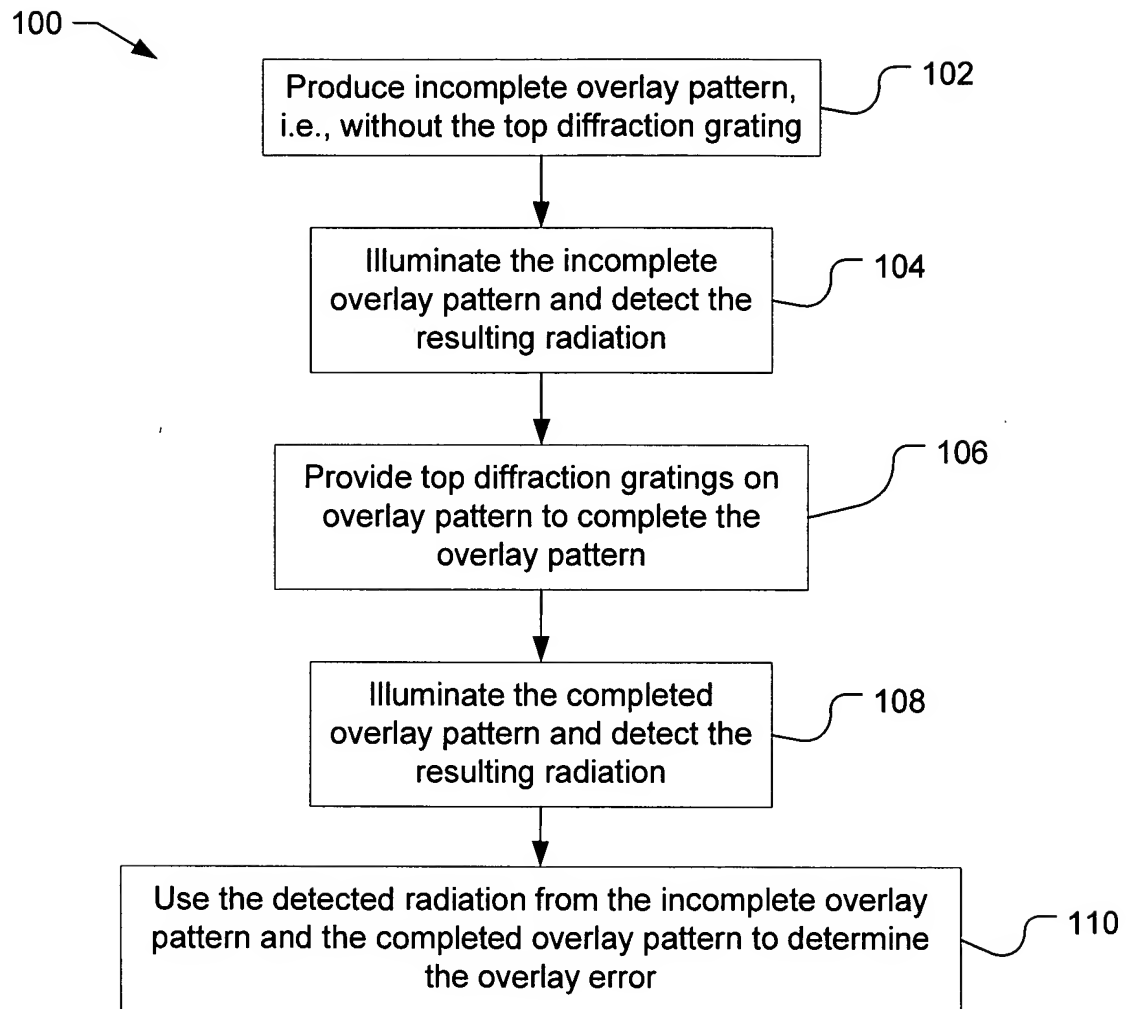 100
Produce incomplete overlay pattern,
i.e., without the top diffraction grating
102
Illuminate the incomplete
overlay pattern and detect the
resulting radiation
104
Provide top diffraction gratings on
overlay pattern to complete the
overlay pattern
106
Illuminate the completed
overlay pattern and detect the
resulting radiation
108
Use the detected radiation from the incomplete overlay
pattern and the completed overlay pattern to determine
the overlay error
110